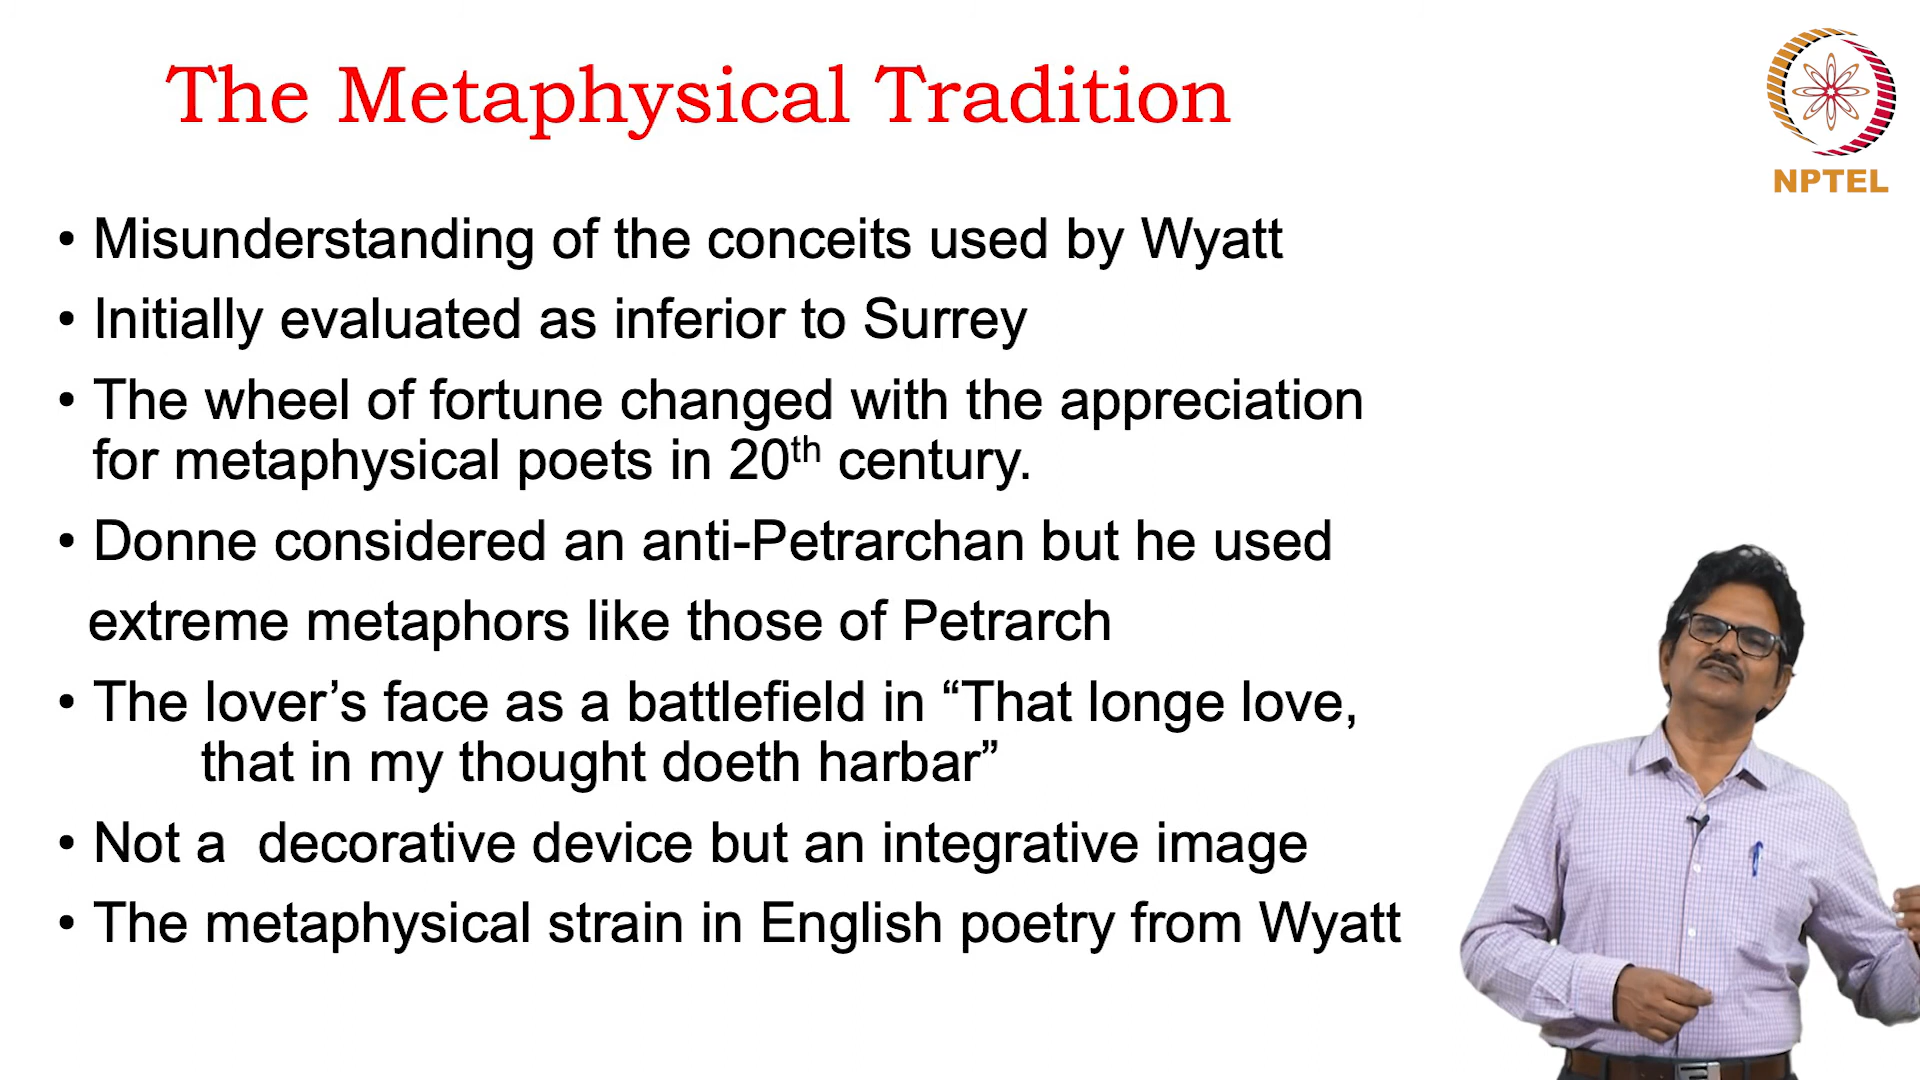 The Metaphysical Tradition
NPTEL
• Misunderstanding of the conceits used by Wyatt
• Initially evaluated as inferior to Surrey
• The wheel of fortune changed with the appreciation
for metaphysical poets in 20th century.
• Donne considered an anti-Petrarchan but he used
extreme metaphors like those of Petrarch
• The lover’s face as a battlefield in “That longe love,
that in my thought doeth harbar”
• Not a  decorative device but an integrative image
• The metaphysical strain in English poetry from Wyatt